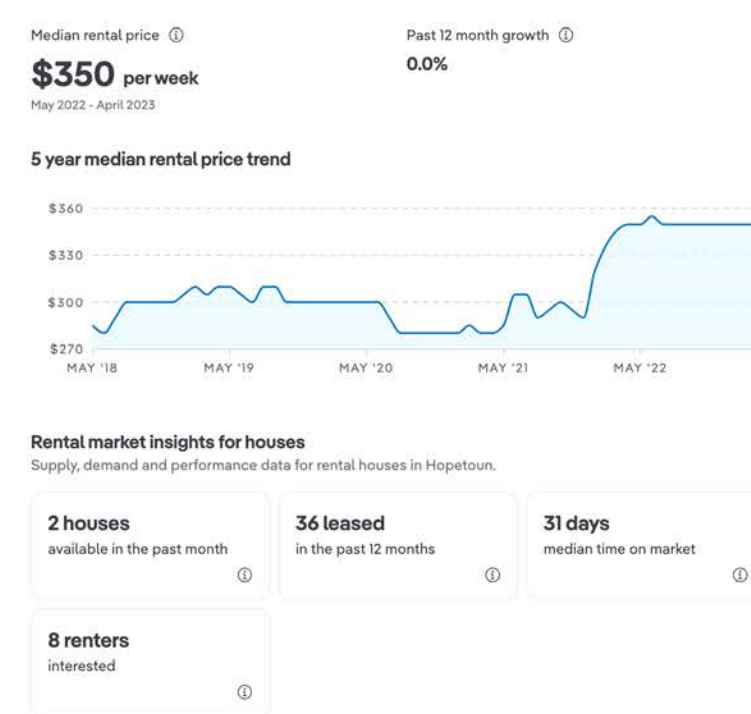 Median rental price
Past 12 month growth
$350 per week
0.0%
May 2022 - April 2023
5 year median rental price trend
$360
$330
$300
$270
MAY '18 MAY '19 MAY '20 MAY '21 MAY '22
Rental market insights for houses
Supply, demand and performance data for rental houses in Hopetoun.
2 houses
available in the past month
36 leased
in the past 12 months
31 days
median time on market
8 renters
interested